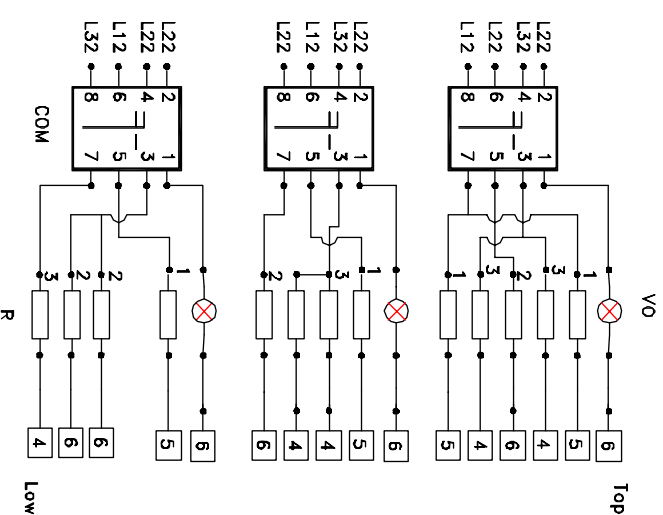 VO
Top
6
L22 2 1 1 5
L32 4 3 3 4
L22 6 5 2 6
3 4
L12 8 7 1 5
6
L22 2 1 1 5
L32 4 3 3 4
L12 6 5 4
L22 8 7 2 6
6
L22 2 1 1 5
L22 4 3 2 6
L12 6 5 2 6
L32 8 7 3 4
COM
R
Low